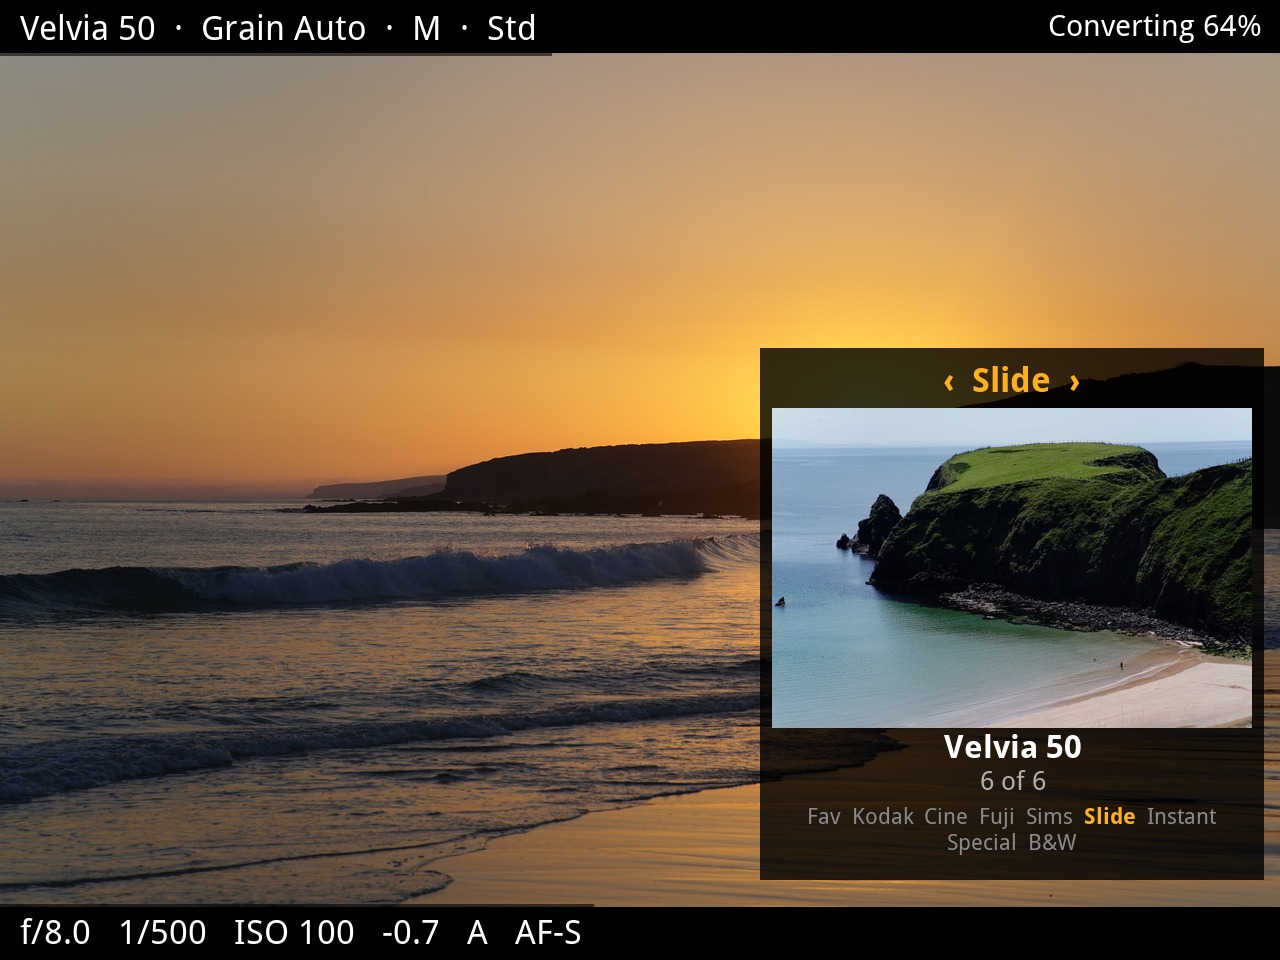 Velvia 50 · Grain Auto · M · Std
Converting 64%
‹ Slide ›
Velvia 50
6 of 6
Fav Kodak Cine Fuji Sims Slide Instant
Special B&W
f/8.0 1/500 ISO 100 -0.7 A AF-S